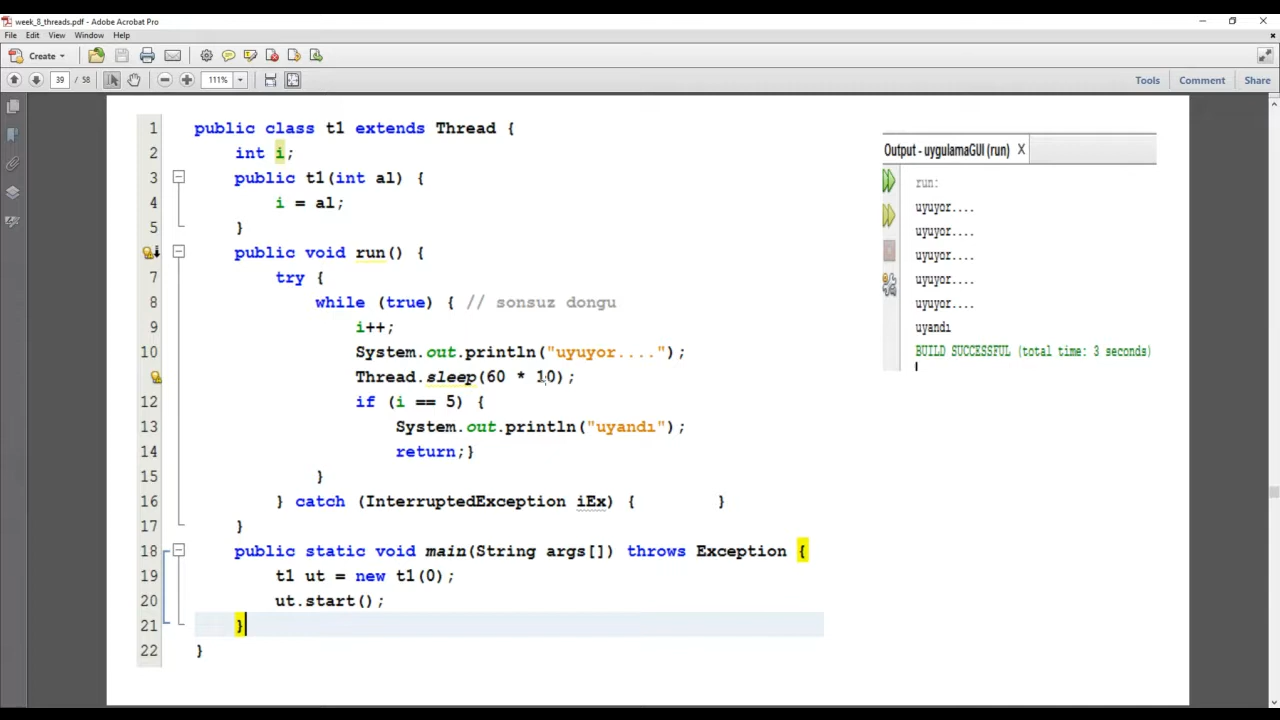 week_8_threads.pdf - Adobe Acrobat Pro
File Edit View Window Help
Create
39 / 58 111% Tools Comment Share
1 public class t1 extends Thread {
2 int i;
3 public t1(int al) {
4 i = al;
5 }
public void run() {
7 try {
8 while (true) { // sonsuz dongu
9 i++;
10 System.out.println("uyuyor....");
Thread.sleep(60 * 10);
12 if (i == 5) {
13 System.out.println("uyandı");
14 return;}
15 }
16 } catch (InterruptedException iEx) { }
17 }
18 public static void main(String args[]) throws Exception {
19 t1 ut = new t1(0);
20 ut.start();
21 }
22 }
Output - uygulamaGUI (run) X
run:
uyuyor....
uyuyor....
uyuyor....
uyuyor....
uyuyor....
uyandı
BUILD SUCCESSFUL (total time: 3 seconds)